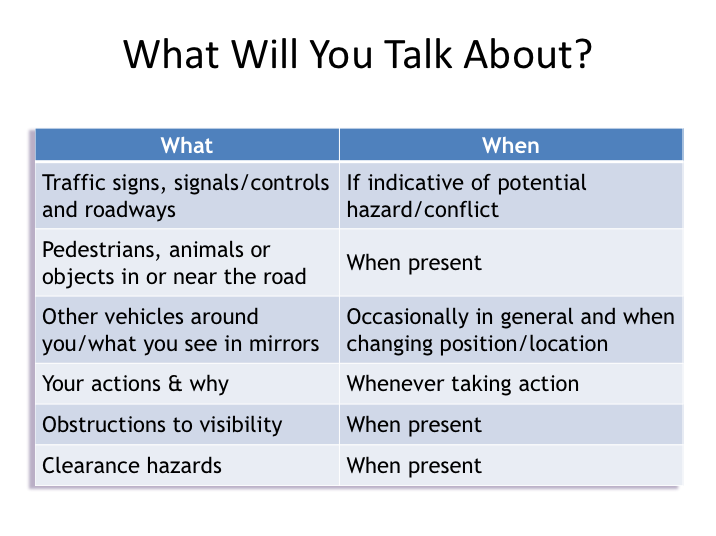 What Will You Talk About?
What When
Traffic signs, signals/controls If indicative of potential
and roadways hazard/conflict
Pedestrians, animals or
objects in or near the road When present
Other vehicles around Occasionally in general and when
you/what you see in mirrors changing position/location
Your actions & why Whenever taking action
Obstructions to visibility When present
Clearance hazards When present